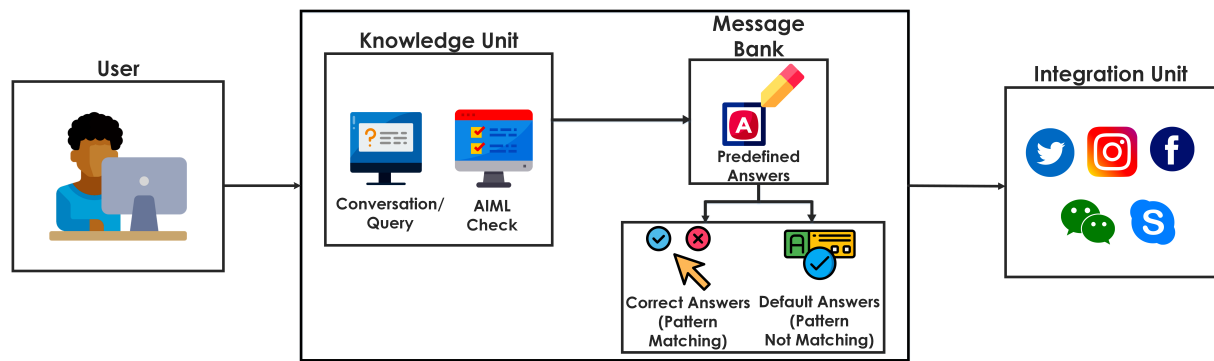 User
Knowledge Unit
Conversation/
Query
AIML
Check
Message
Bank
A
Predefined
Answers
A
Correct Answers
(Pattern
Matching)
Default Answers
(Pattern
Not Matching)
Integration Unit
f
S